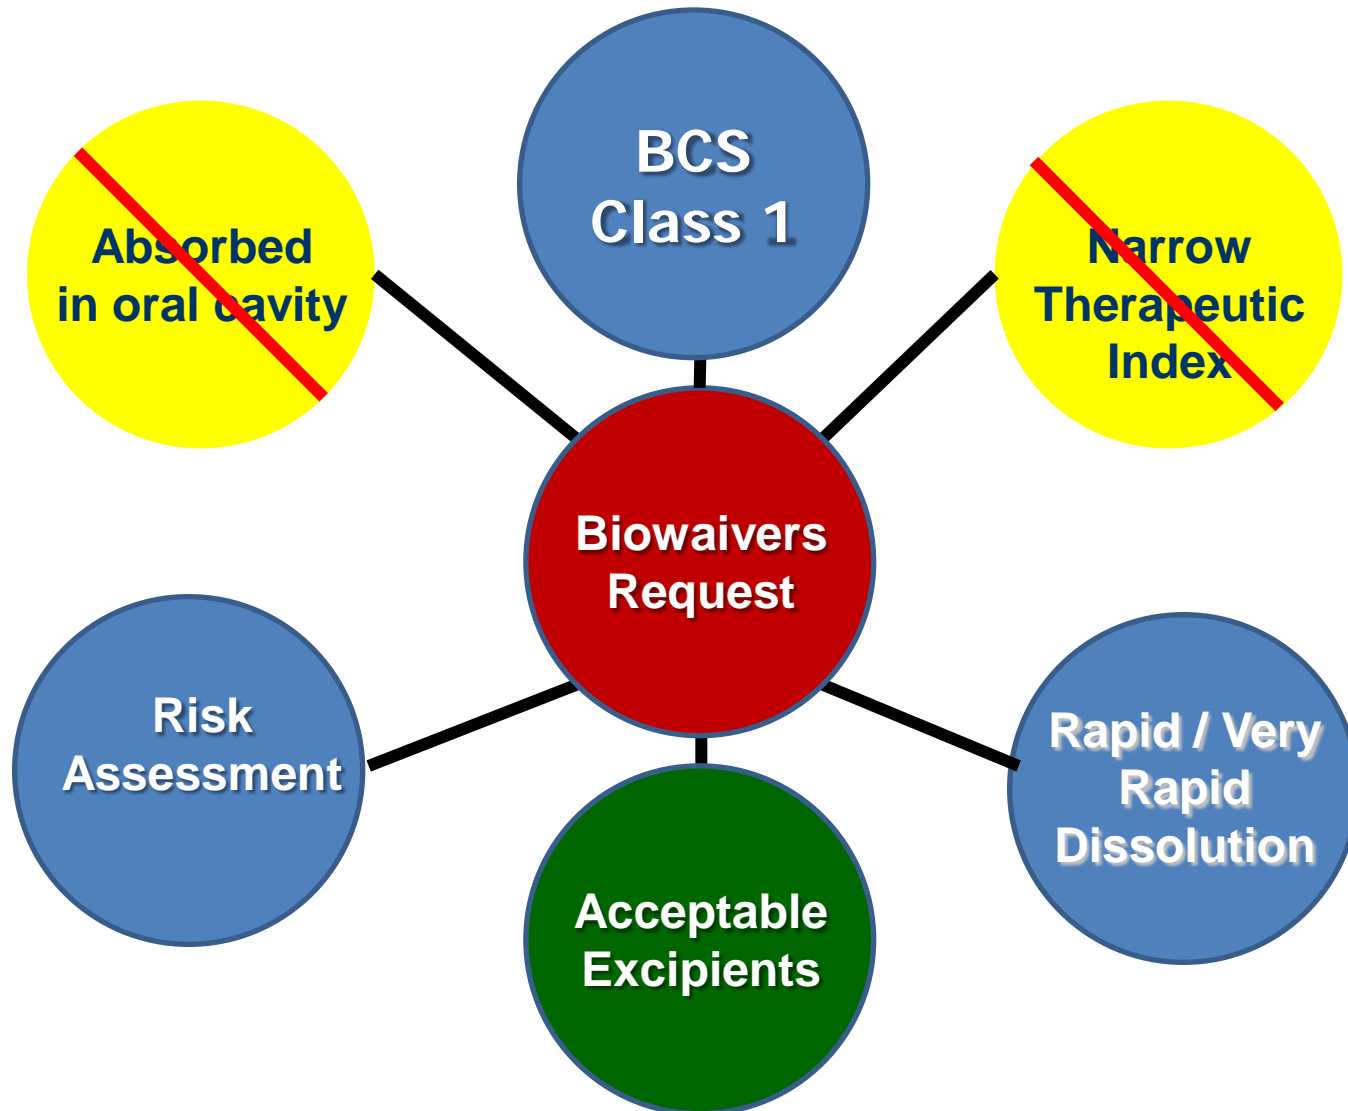 BCS
Class 1
Absorbed
in oral cavity
Narrow
Therapeutic
Index
Biowaivers
Request
Risk
Assessment
Rapid / Very
Rapid
Dissolution
Acceptable
Excipients